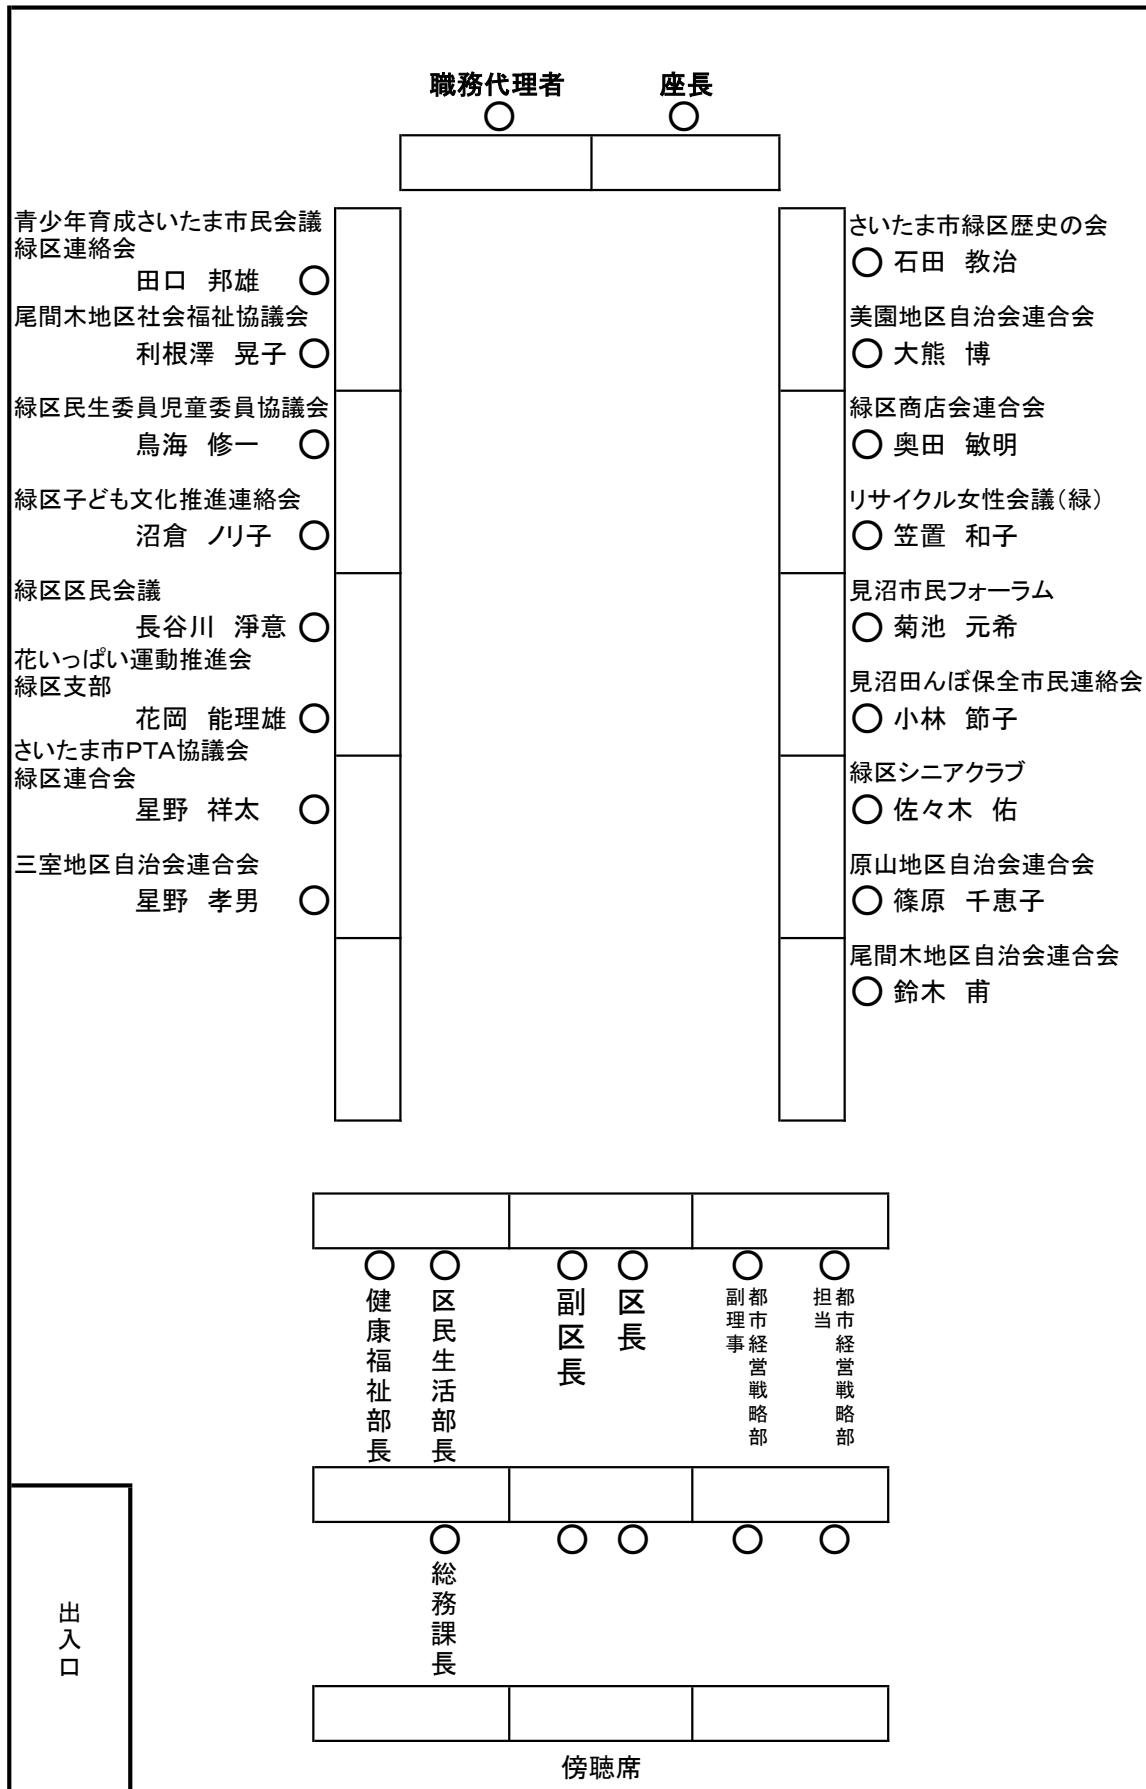 職務代理者 座長
青少年育成さいたま市民会議
緑区連絡会
田口 邦雄
尾間木地区社会福祉協議会
利根澤 晃子
緑区民生委員児童委員協議会
鳥海 修一
緑区子ども文化推進連絡会
沼倉 ノリ子
緑区区民会議
長谷川 淨意
花いっぱい運動推進会
緑区支部
花岡 能理雄
さいたま市PTA協議会
緑区連合会
星野 祥太
三室地区自治会連合会
星野 孝男
さいたま市緑区歴史の会
石田 教治
美園地区自治会連合会
大熊 博
緑区商店会連合会
奥田 敏明
リサイクル女性会議(緑)
笠置 和子
見沼市民フォーラム
菊池 元希
見沼田んぼ保全市民連絡会
小林 節子
緑区シニアクラブ
佐々木 佑
原山地区自治会連合会
篠原 千恵子
尾間木地区自治会連合会
鈴木 甫
健康福祉部長
区民生活部長
副区長
区長
都市経営戦略部
副理事
都市経営戦略部
担当
総務課長
出入口
傍聴席